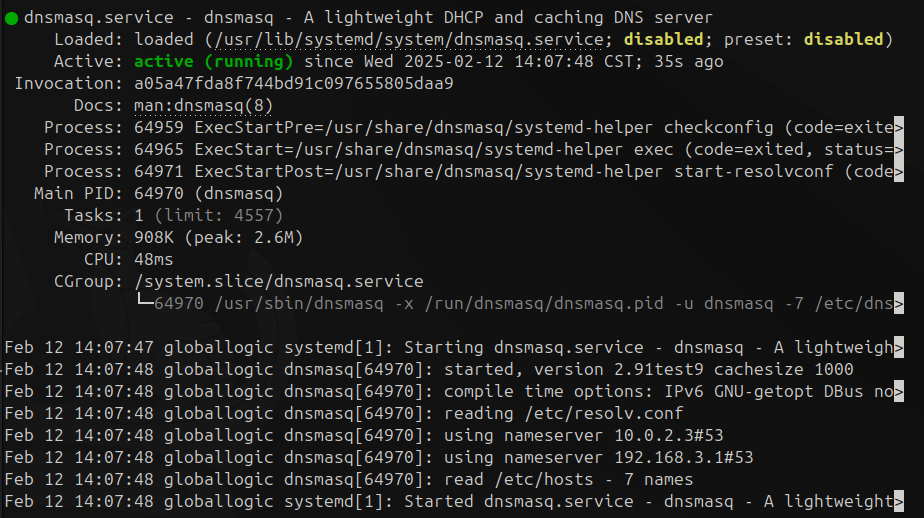 ● dnsmasq.service - dnsmasq - A lightweight DHCP and caching DNS server
Loaded: loaded (/usr/lib/systemd/system/dnsmasq.service; disabled; preset: disabled)
Active: active (running) since Wed 2025-02-12 14:07:48 CST; 35s ago
Invocation: a05a47fda8f744bd91c097655805daa9
Docs: man:dnsmasq(8)
Process: 64959 ExecStartPre=/usr/share/dnsmasq/systemd-helper checkconfig (code=exite>
Process: 64965 ExecStart=/usr/share/dnsmasq/systemd-helper exec (code=exited, status=>
Process: 64971 ExecStartPost=/usr/share/dnsmasq/systemd-helper start-resolvconf (code>
Main PID: 64970 (dnsmasq)
Tasks: 1 (limit: 4557)
Memory: 908K (peak: 2.6M)
CPU: 48ms
CGroup: /system.slice/dnsmasq.service
└─64970 /usr/sbin/dnsmasq -x /run/dnsmasq/dnsmasq.pid -u dnsmasq -7 /etc/dns>
Feb 12 14:07:47 globallogic systemd[1]: Starting dnsmasq.service - dnsmasq - A lightweigh>
Feb 12 14:07:48 globallogic dnsmasq[64970]: started, version 2.91test9 cachesize 1000
Feb 12 14:07:48 globallogic dnsmasq[64970]: compile time options: IPv6 GNU-getopt DBus no>
Feb 12 14:07:48 globallogic dnsmasq[64970]: reading /etc/resolv.conf
Feb 12 14:07:48 globallogic dnsmasq[64970]: using nameserver 10.0.2.3#53
Feb 12 14:07:48 globallogic dnsmasq[64970]: using nameserver 192.168.3.1#53
Feb 12 14:07:48 globallogic dnsmasq[64970]: read /etc/hosts - 7 names
Feb 12 14:07:48 globallogic systemd[1]: Started dnsmasq.service - dnsmasq - A lightweight>